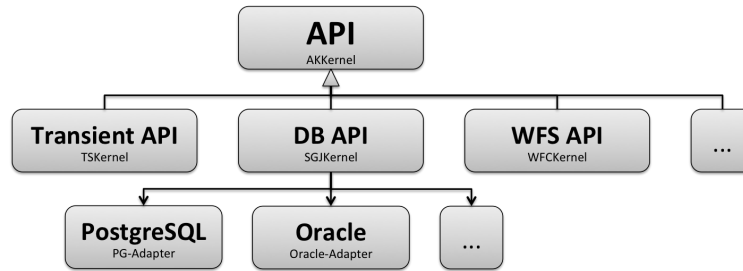 API
AKKernel
Transient API
TSKernel
DB API
SGJKernel
WFS API
WFCKernel
...
PostgreSQL
PG-Adapter
Oracle
Oracle-Adapter
...